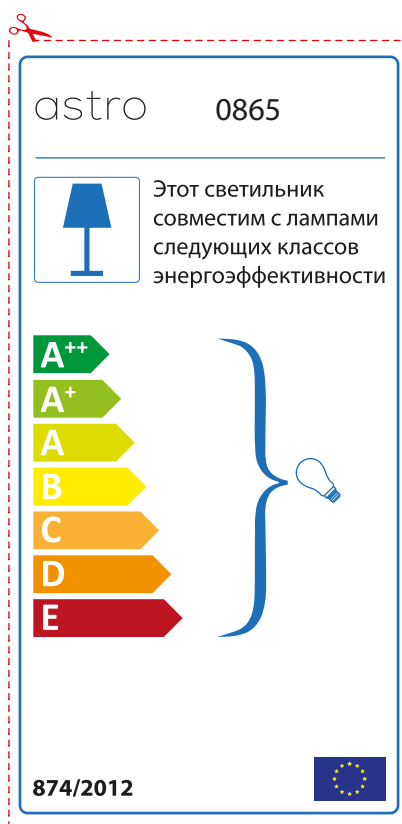 astro 0865
Этот светильник
совместим с лампами
следующих классов
энергоэффективности
A++
A+
A
B
C
D
E
874/2012